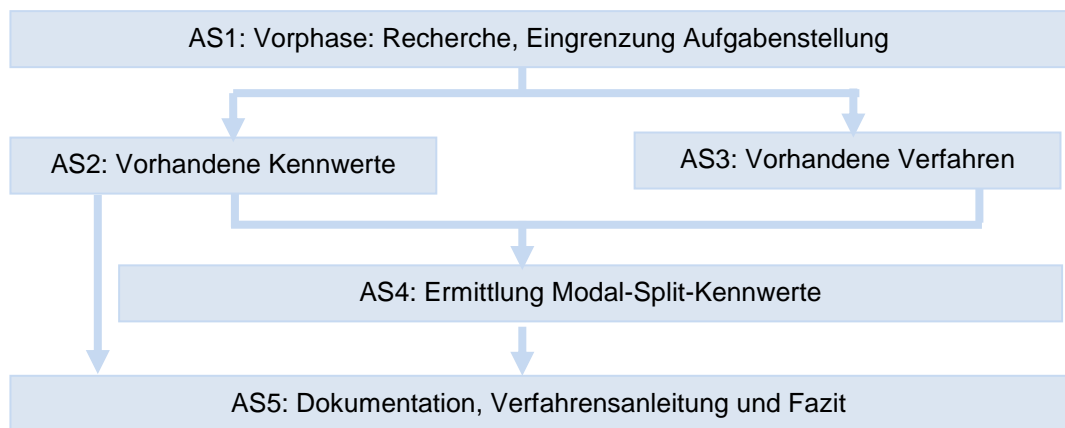 AS1: Vorphase: Recherche, Eingrenzung Aufgabenstellung
AS2: Vorhandene Kennwerte
AS3: Vorhandene Verfahren
AS4: Ermittlung Modal-Split-Kennwerte
AS5: Dokumentation, Verfahrensanleitung und Fazit